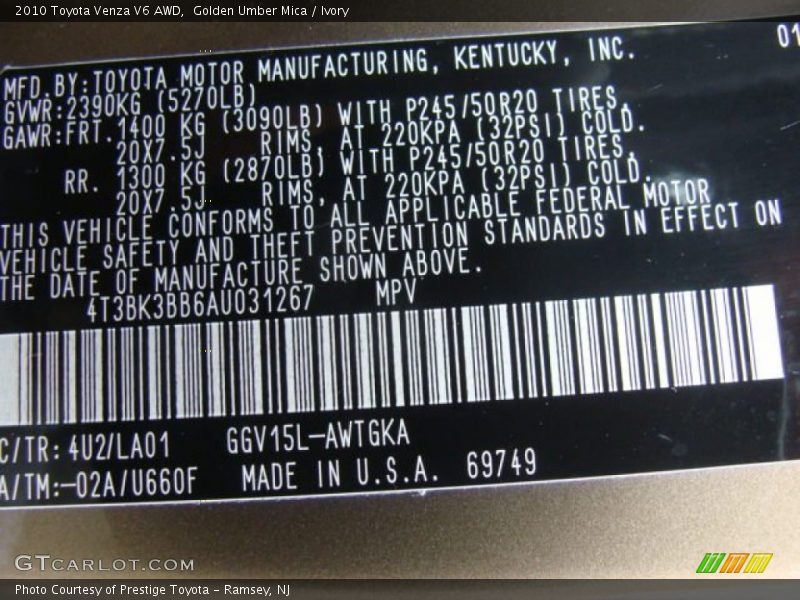 2010 Toyota Venza V6 AWD,  Golden Umber Mica / Ivory
01
MFD.BY:TOYOTA MOTOR MANUFACTURING, KENTUCKY, INC.
GVWR:2390KG (5270LB)
GAWR:FRT.1400 KG (3090LB) WITH P245/50R20 TIRES,
20X7.5J RIMS, AT 220KPA (32PSI) COLD.
RR. 1300 KG (2870LB) WITH P245/50R20 TIRES,
20X7.5J RIMS, AT 220KPA (32PSI) COLD.
THIS VEHICLE CONFORMS TO ALL APPLICABLE FEDERAL MOTOR
VEHICLE SAFETY AND THEFT PREVENTION STANDARDS IN EFFECT ON
THE DATE OF MANUFACTURE SHOWN ABOVE.
4T3BK3BB6AU031267 MPV
C/TR:4U2/LA01 GGV15L-AWTGKA
A/TM:-02A/U660F MADE IN U.S.A. 69749
GTCARLOT.COM
Photo Courtesy of Prestige Toyota - Ramsey, NJ